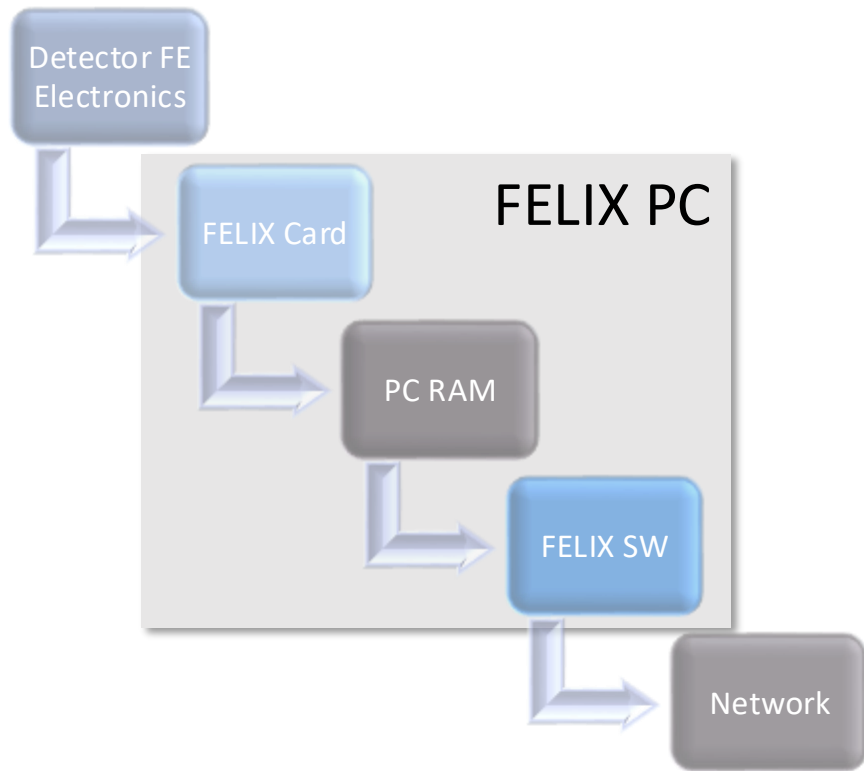 Detector FE
Electronics
FELIX PC
FELIX Card
PC RAM
FELIX SW
Network